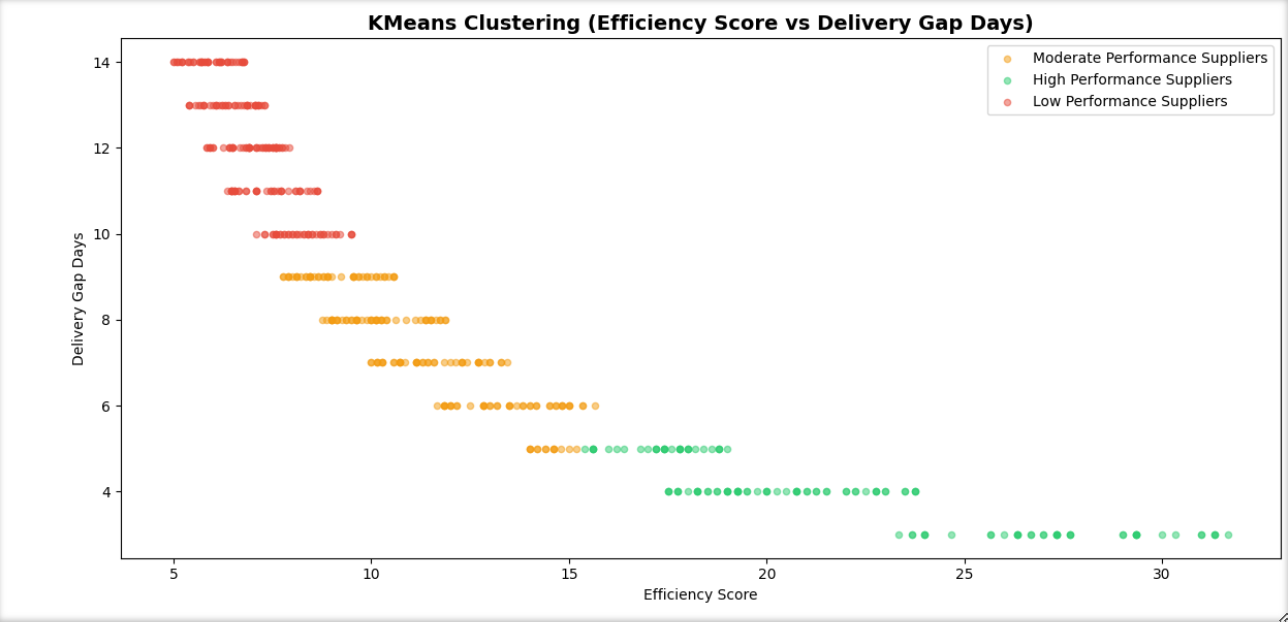 KMeans Clustering (Efficiency Score vs Delivery Gap Days)
Moderate Performance Suppliers
High Performance Suppliers
Low Performance Suppliers
Delivery Gap Days
14
12
10
8
6
4
5
10
15
20
25
30
Efficiency Score